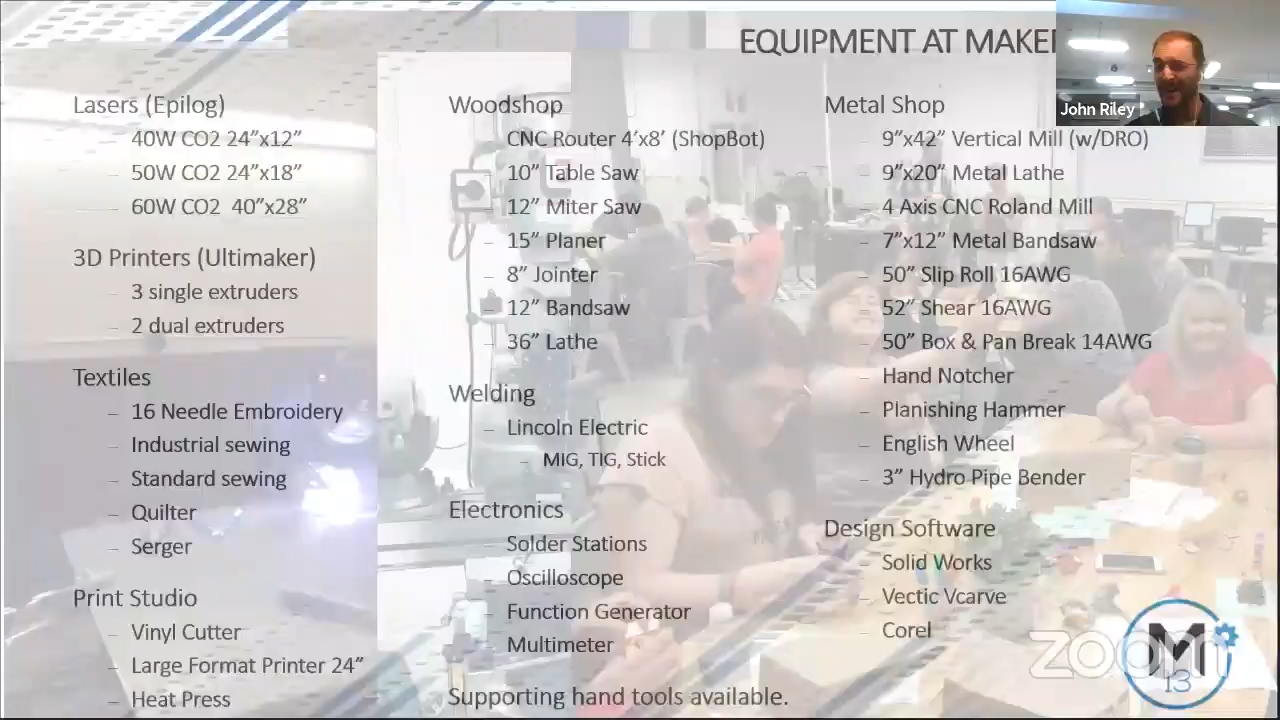 EQUIPMENT AT MAKE
John Riley
Lasers (Epilog)
40W CO2 24”x12”
50W CO2 24”x18”
60W CO2 40”x28”
3D Printers (Ultimaker)
– 3 single extruders
– 2 dual extruders
Textiles
– 16 Needle Embroidery
– Industrial sewing
– Standard sewing
– Quilter
– Serger
Print Studio
– Vinyl Cutter
– Large Format Printer 24”
– Heat Press
Woodshop
CNC Router 4’x8’ (ShopBot)
– 10” Table Saw
12” Miter Saw
– 15” Planer
– 8” Jointer
– 12” Bandsaw
– 36” Lathe
Welding
– Lincoln Electric
– MIG, TIG, Stick
Electronics
– Solder Stations
– Oscilloscope
– Function Generator
– Multimeter
Supporting hand tools available.
Metal Shop
– 9”x42” Vertical Mill (w/DRO)
– 9”x20” Metal Lathe
– 4 Axis CNC Roland Mill
– 7”x12” Metal Bandsaw
– 50” Slip Roll 16AWG
– 52” Shear 16AWG
– 50” Box & Pan Break 14AWG
– Hand Notcher
– Planishing Hammer
– English Wheel
– 3” Hydro Pipe Bender
Design Software
– Solid Works
– Vectic Vcarve
– Corel
zoom
M
13